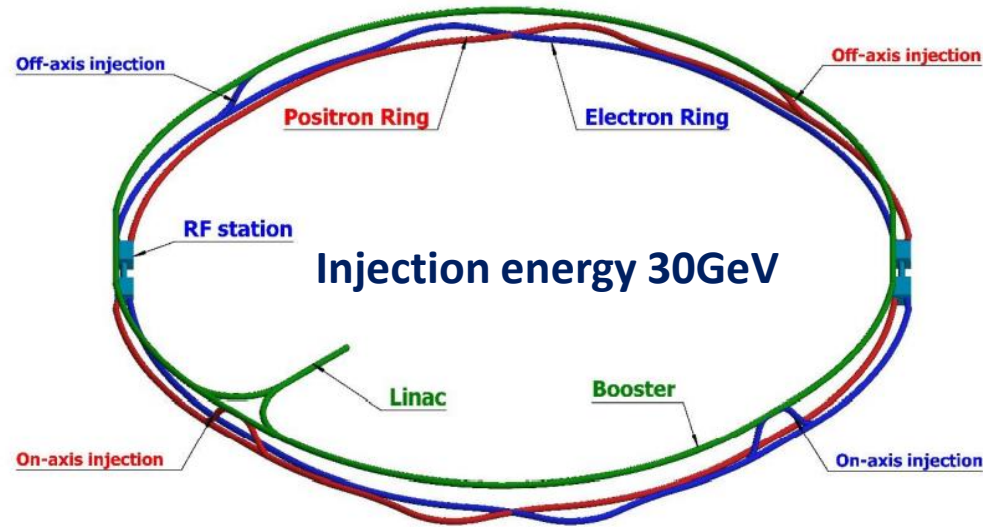 Off-axis injection
Off-axis injection
Positron Ring
Electron Ring
RF station
Injection energy 30GeV
Linac
Booster
On-axis injection
On-axis injection